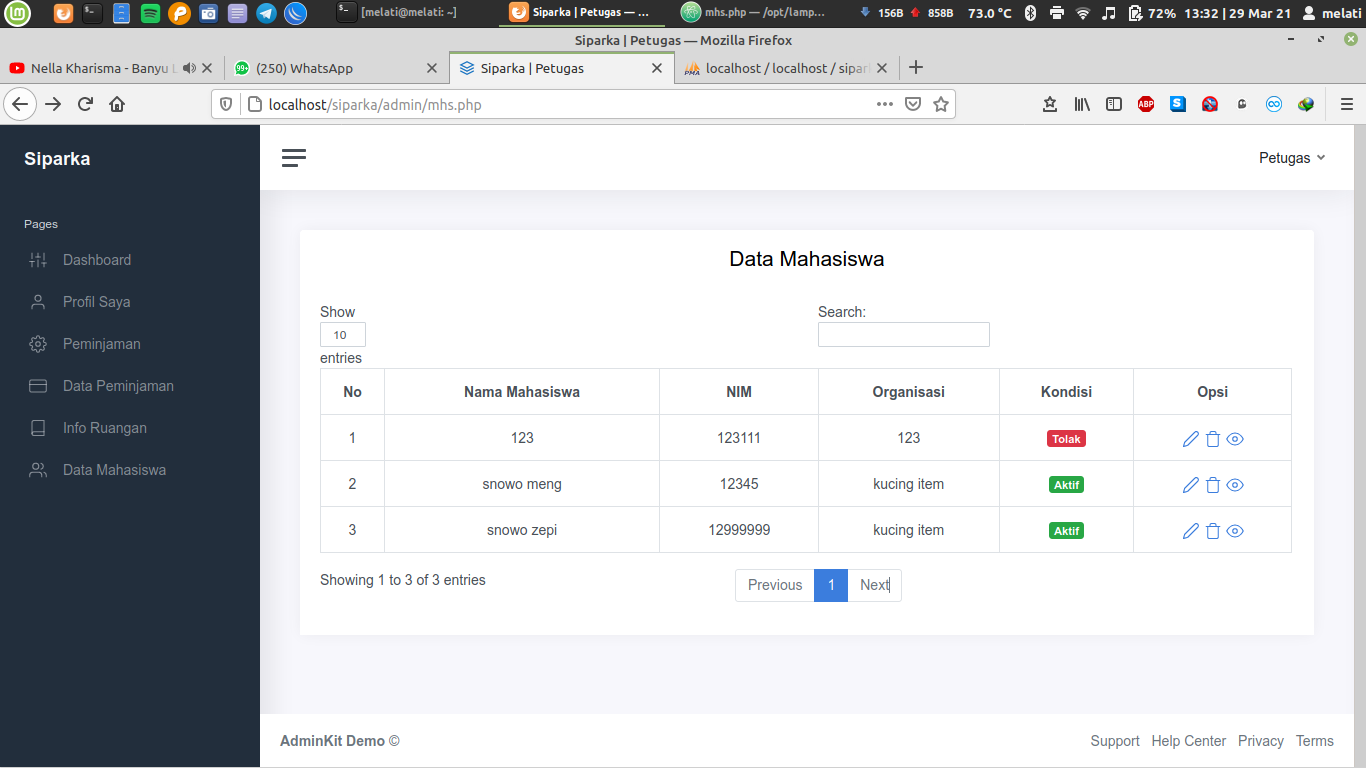 [melati@melati: ~]
Siparka | Petugas — ...
mhs.php — /opt/lamp...
156B 858B 73.0 °C 72% 13:32 | 29 Mar 21 melati
Siparka | Petugas — Mozilla Firefox
Nella Kharisma - Banyu L
99+ (250) WhatsApp
Siparka | Petugas
PMA localhost / localhost / sipar
localhost/siparka/admin/mhs.php
ABP S
Siparka
Petugas
Pages
Dashboard
Profil Saya
Peminjaman
Data Peminjaman
Info Ruangan
Data Mahasiswa
Data Mahasiswa
Show
10
entries
Search:
No Nama Mahasiswa NIM Organisasi Kondisi Opsi
1 123 123111 123 Tolak
2 snowo meng 12345 kucing item Aktif
3 snowo zepi 12999999 kucing item Aktif
Showing 1 to 3 of 3 entries
Previous 1 Next
AdminKit Demo ©
Support Help Center Privacy Terms